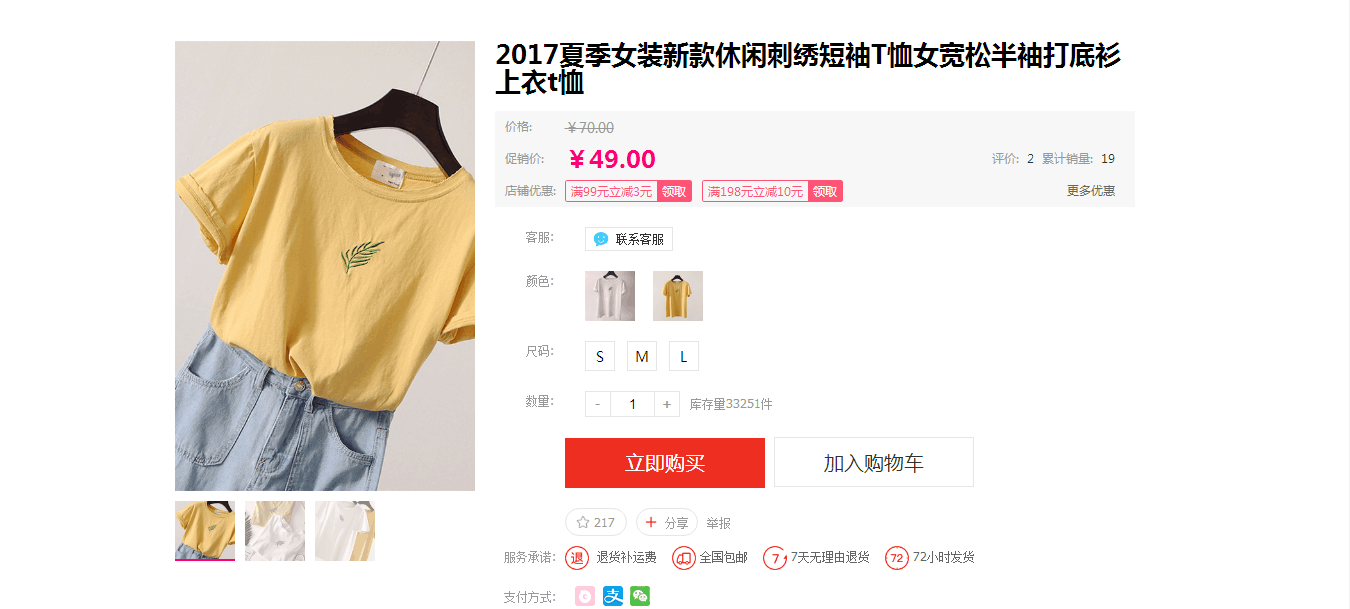 2017夏季女装新款休闲刺绣短袖T恤女宽松半袖打底衫
上衣t恤
价格: ￥70.00
促销价: ￥49.00 评价: 2 累计销量: 19
店铺优惠: 满99元立减3元 领取 满198元立减10元 领取 更多优惠
客服: 联系客服
颜色:
尺码: S M L
数量: - 1 + 库存量33251件
立即购买 加入购物车
217 + 分享 举报
服务承诺: 退 退货补运费 全国包邮 7 7天无理由退货 72 72小时发货
支付方式: 支